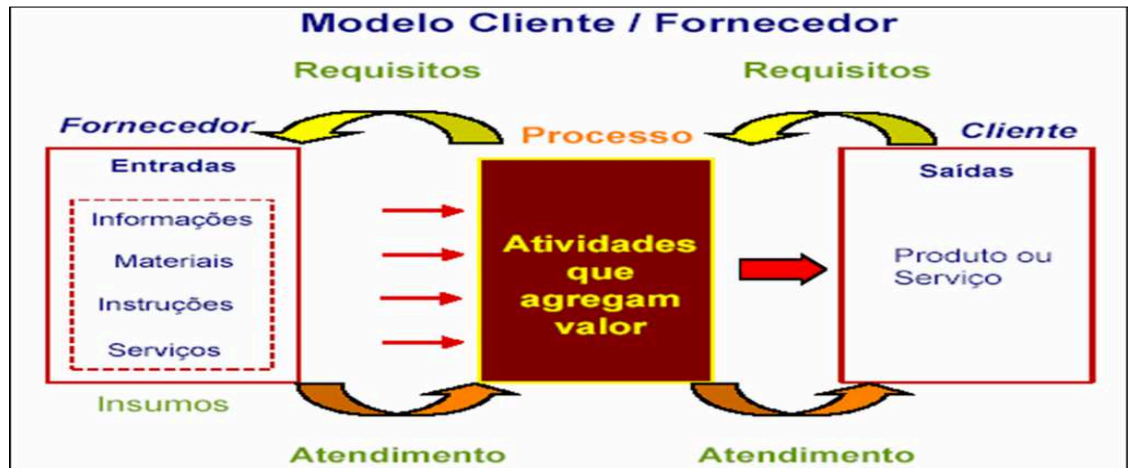 Modelo Cliente / Fornecedor
Requisitos
Requisitos
Fornecedor
Processo
Cliente
Entradas
Informações
Materiais
Instruções
Serviços
Insumos
Atividades
que
agregam
valor
Saídas
Produto ou
Serviço
Atendimento
Atendimento